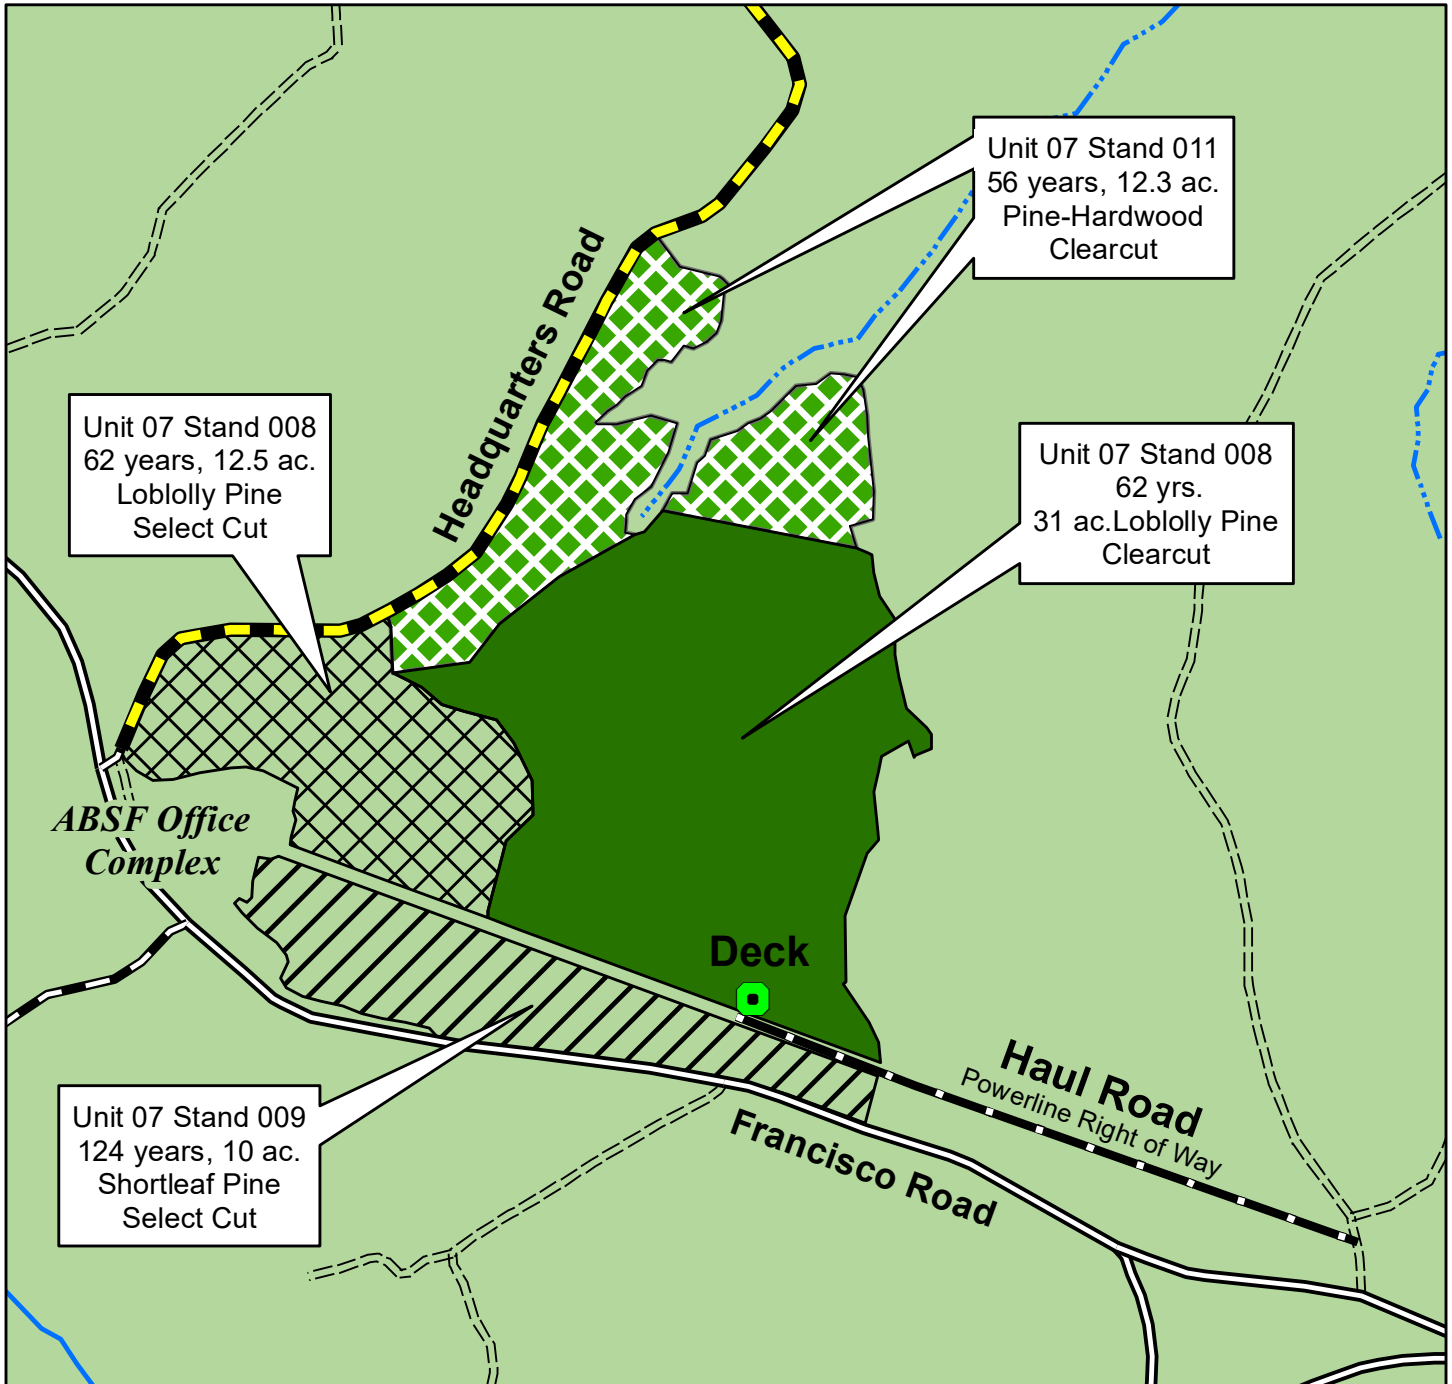 Unit 07 Stand 011
56 years, 12.3 ac.
Pine-Hardwood
Clearcut
Headquarters Road
Unit 07 Stand 008
62 years, 12.5 ac.
Loblolly Pine
Select Cut
Unit 07 Stand 008
62 yrs.
31 ac.Loblolly Pine
Clearcut
ABSF Office
Complex
Deck
Haul Road
Powerline Right of Way
Francisco Road
Unit 07 Stand 009
124 years, 10 ac.
Shortleaf Pine
Select Cut